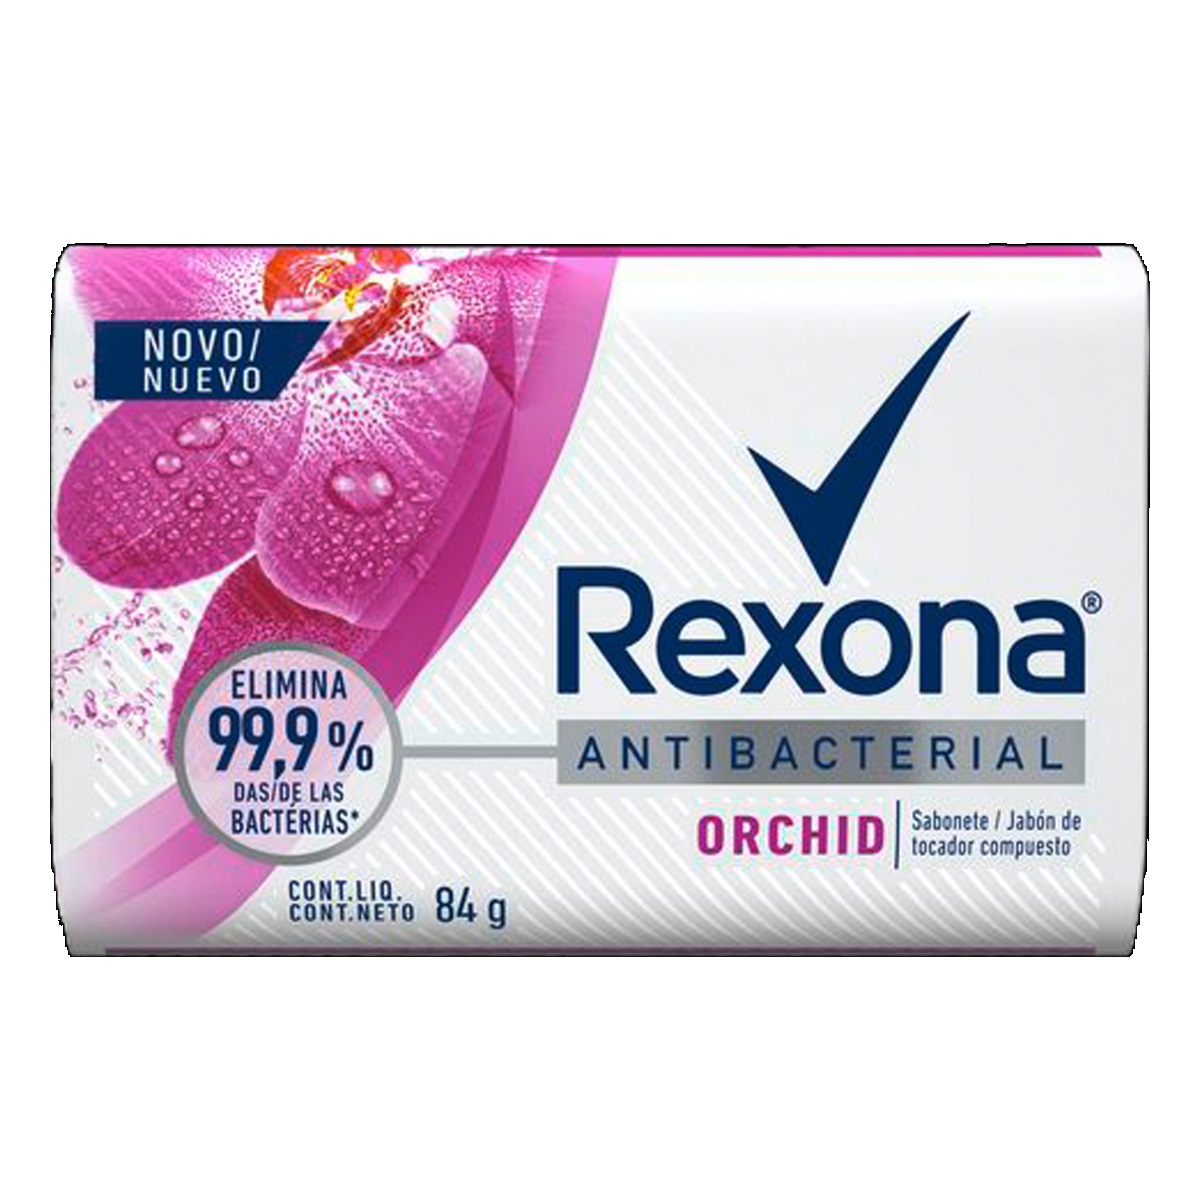 NOVO/
NUEVO
Rexona®
ELIMINA
99,9%
DAS/DE LAS
BACTÉRIAS*
ANTIBACTERIAL
ORCHID
Sabonete / Jabón de
tocador compuesto
CONT.LIQ.
CONT.NETO 84 g